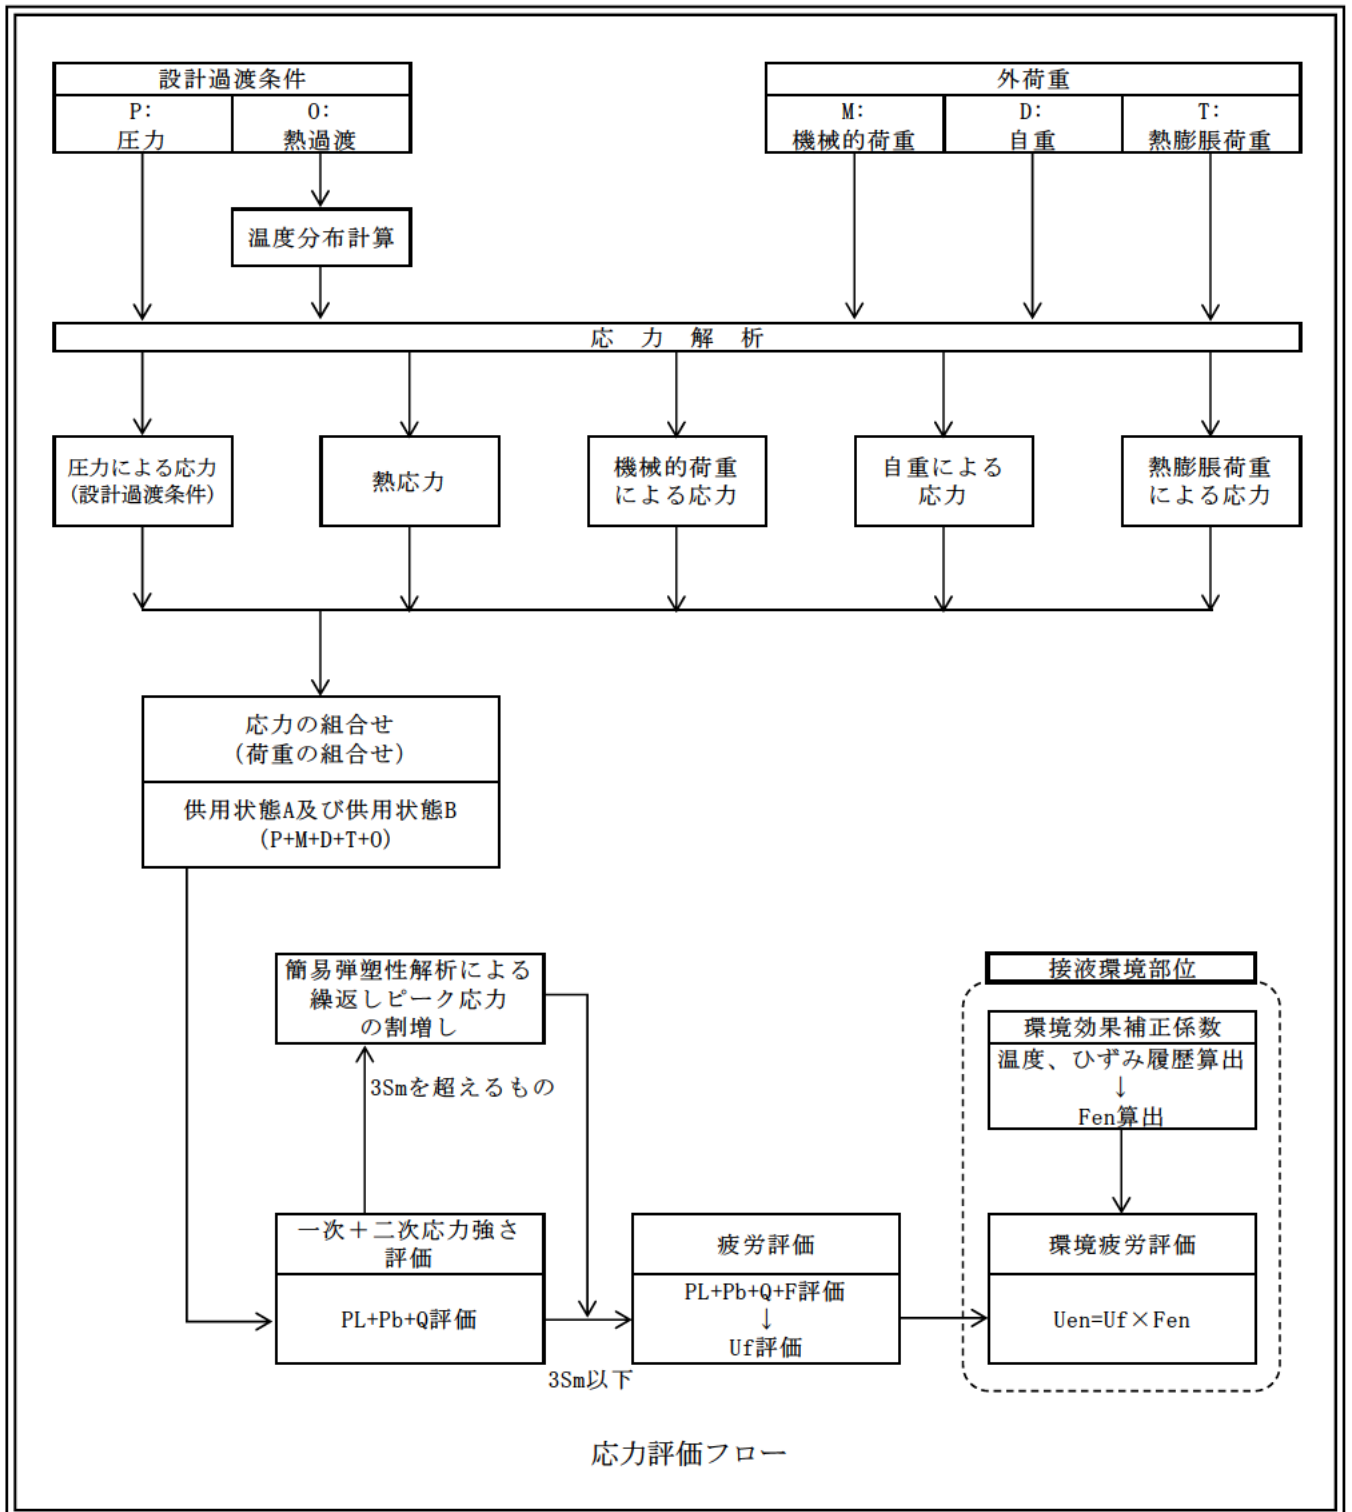 設計過渡条件
P:
圧力
O:
熱過渡
外荷重
M:
機械的荷重
D:
自重
T:
熱膨脹荷重
温度分布計算
応 力 解 析
圧力による応力
(設計過渡条件)
熱応力
機械的荷重
による応力
自重による
応力
熱膨脹荷重
による応力
応力の組合せ
(荷重の組合せ)
供用状態A及び供用状態B
(P+M+D+T+O)
簡易弾塑性解析による
繰返しピーク応力
の割増し
3Smを超えるもの
一次＋二次応力強さ
評価
PL+Pb+Q評価
3Sm以下
疲労評価
PL+Pb+Q+F評価
↓
Uf評価
接液環境部位
環境効果補正係数
温度、ひずみ履歴算出
↓
Fen算出
環境疲労評価
Uen=Uf×Fen
応力評価フロー